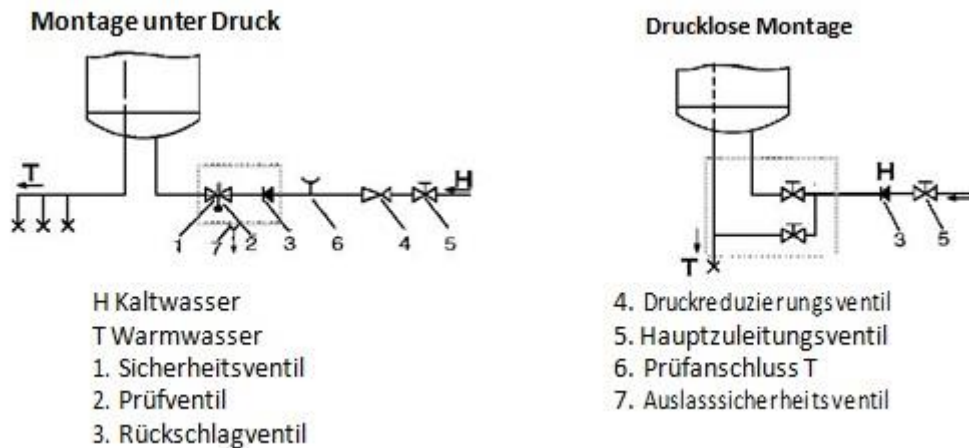 Montage unter Druck
Drucklose Montage
T
H
1 7 2 3 6 4 5
H
T
3 5
H Kaltwasser
T Warmwasser
1. Sicherheitsventil
2. Prüfventil
3. Rückschlagventil
4. Druckreduzierungsventil
5. Hauptzuleitungsventil
6. Prüfanschluss T
7. Auslasssicherheitsventil